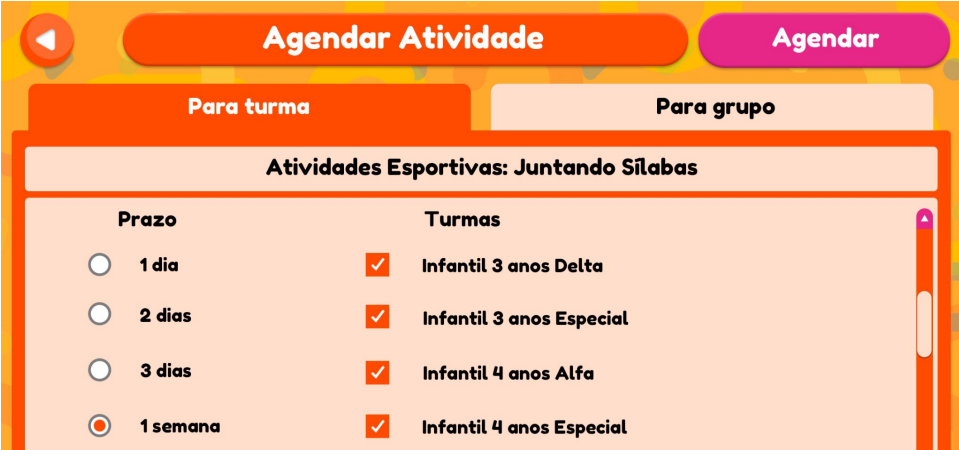 Agendar Atividade
Agendar
Para turma
Para grupo
Atividades Esportivas: Juntando Sílabas
Prazo
Turmas
1 dia
Infantil 3 anos Delta
2 dias
Infantil 3 anos Especial
3 dias
Infantil 4 anos Alfa
1 semana
Infantil 4 anos Especial